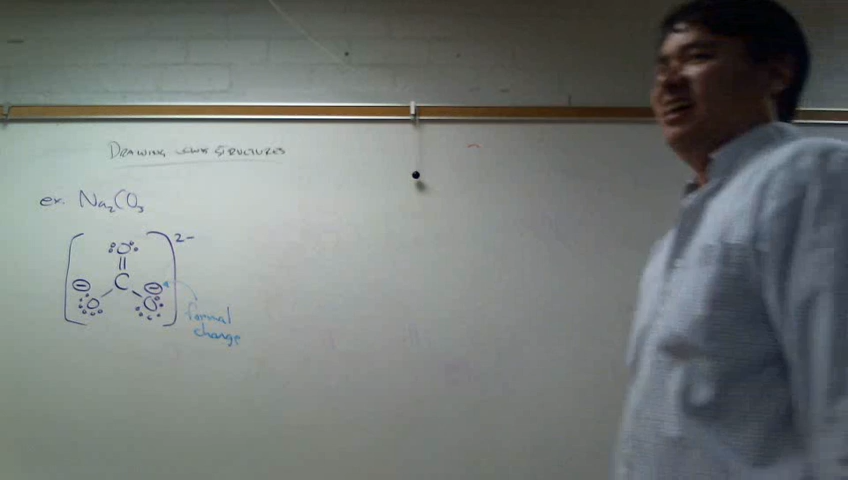 DRAWING LEWIS STRUCTURES
ex. Na₂CO₃
2-
O
C
O O
formal
charge